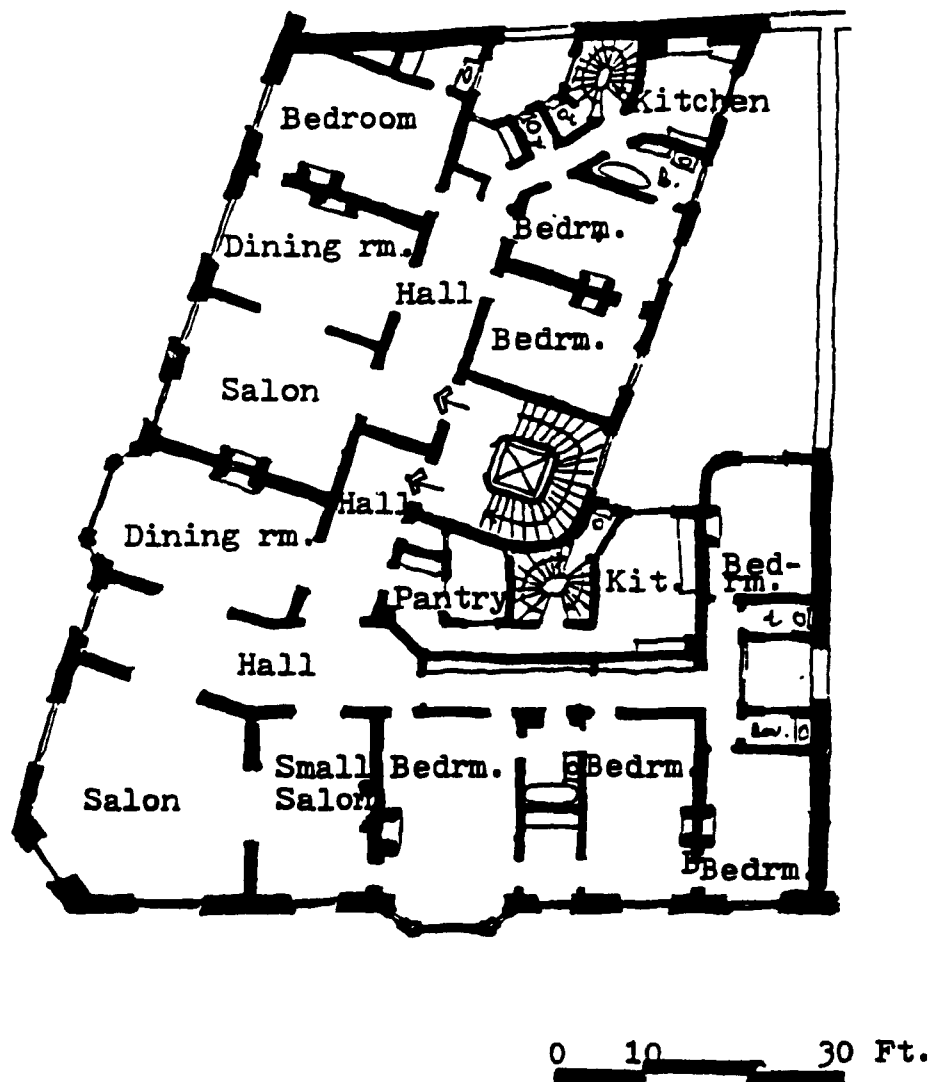 Kitchen
Bedroom
Bedrm.
Dining rm.
Hall
Bedrm.
Salon
Hall
Dining rm.
Bed-
rm.
Kit.
Pantry
Hall
Small
Salon
Bedrm.
Bedrm
Salon
Bedrm.
0 10 30 Ft.